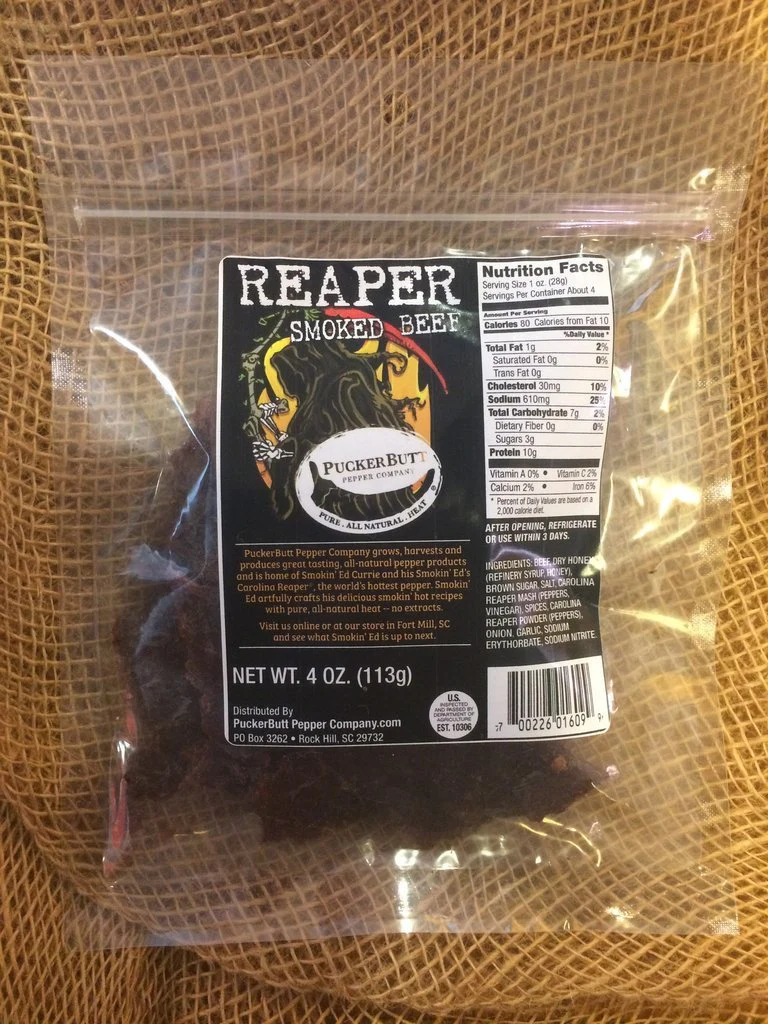 REAPER
SMOKED BEEF
PUCKERBUTT
PEPPER COMPANY
PURE . ALL NATURAL . HEAT
PuckerButt Pepper Company grows, harvests and
produces great tasting, all-natural pepper products
and is home of Smokin' Ed Currie and his Smokin' Ed's
Carolina Reaper®, the world's hottest pepper. Smokin'
Ed artfully crafts his delicious smokin' hot recipes
with pure, all-natural heat -- no extracts.
Visit us online or at our store in Fort Mill, SC
and see what Smokin' Ed is up to next.
NET WT. 4 OZ. (113g)
Distributed By
PuckerButt Pepper Company.com
PO Box 3262 • Rock Hill, SC 29732
U.S.
INSPECTED
AND PASSED BY
DEPARTMENT OF
AGRICULTURE
EST. 10306
Nutrition Facts
Serving Size 1 oz. (28g)
Servings Per Container About 4
Amount Per Serving
Calories 80 Calories from Fat 10
%Daily Value *
Total Fat 1g 2%
Saturated Fat 0g 0%
Trans Fat 0g
Cholesterol 30mg 10%
Sodium 610mg 25%
Total Carbohydrate 7g 2%
Dietary Fiber 0g 0%
Sugars 3g
Protein 10g
Vitamin A 0% • Vitamin C 2%
Calcium 2% • Iron 6%
* Percent of Daily Values are based on a
2,000 calorie diet.
AFTER OPENING, REFRIGERATE
OR USE WITHIN 3 DAYS.
INGREDIENTS: BEEF, DRY HONEY
(REFINERY SYRUP, HONEY),
BROWN SUGAR, SALT, CAROLINA
REAPER MASH (PEPPERS,
VINEGAR), SPICES, CAROLINA
REAPER POWDER (PEPPERS),
ONION, GARLIC, SODIUM
ERYTHORBATE, SODIUM NITRITE.
7 00226 01609 9